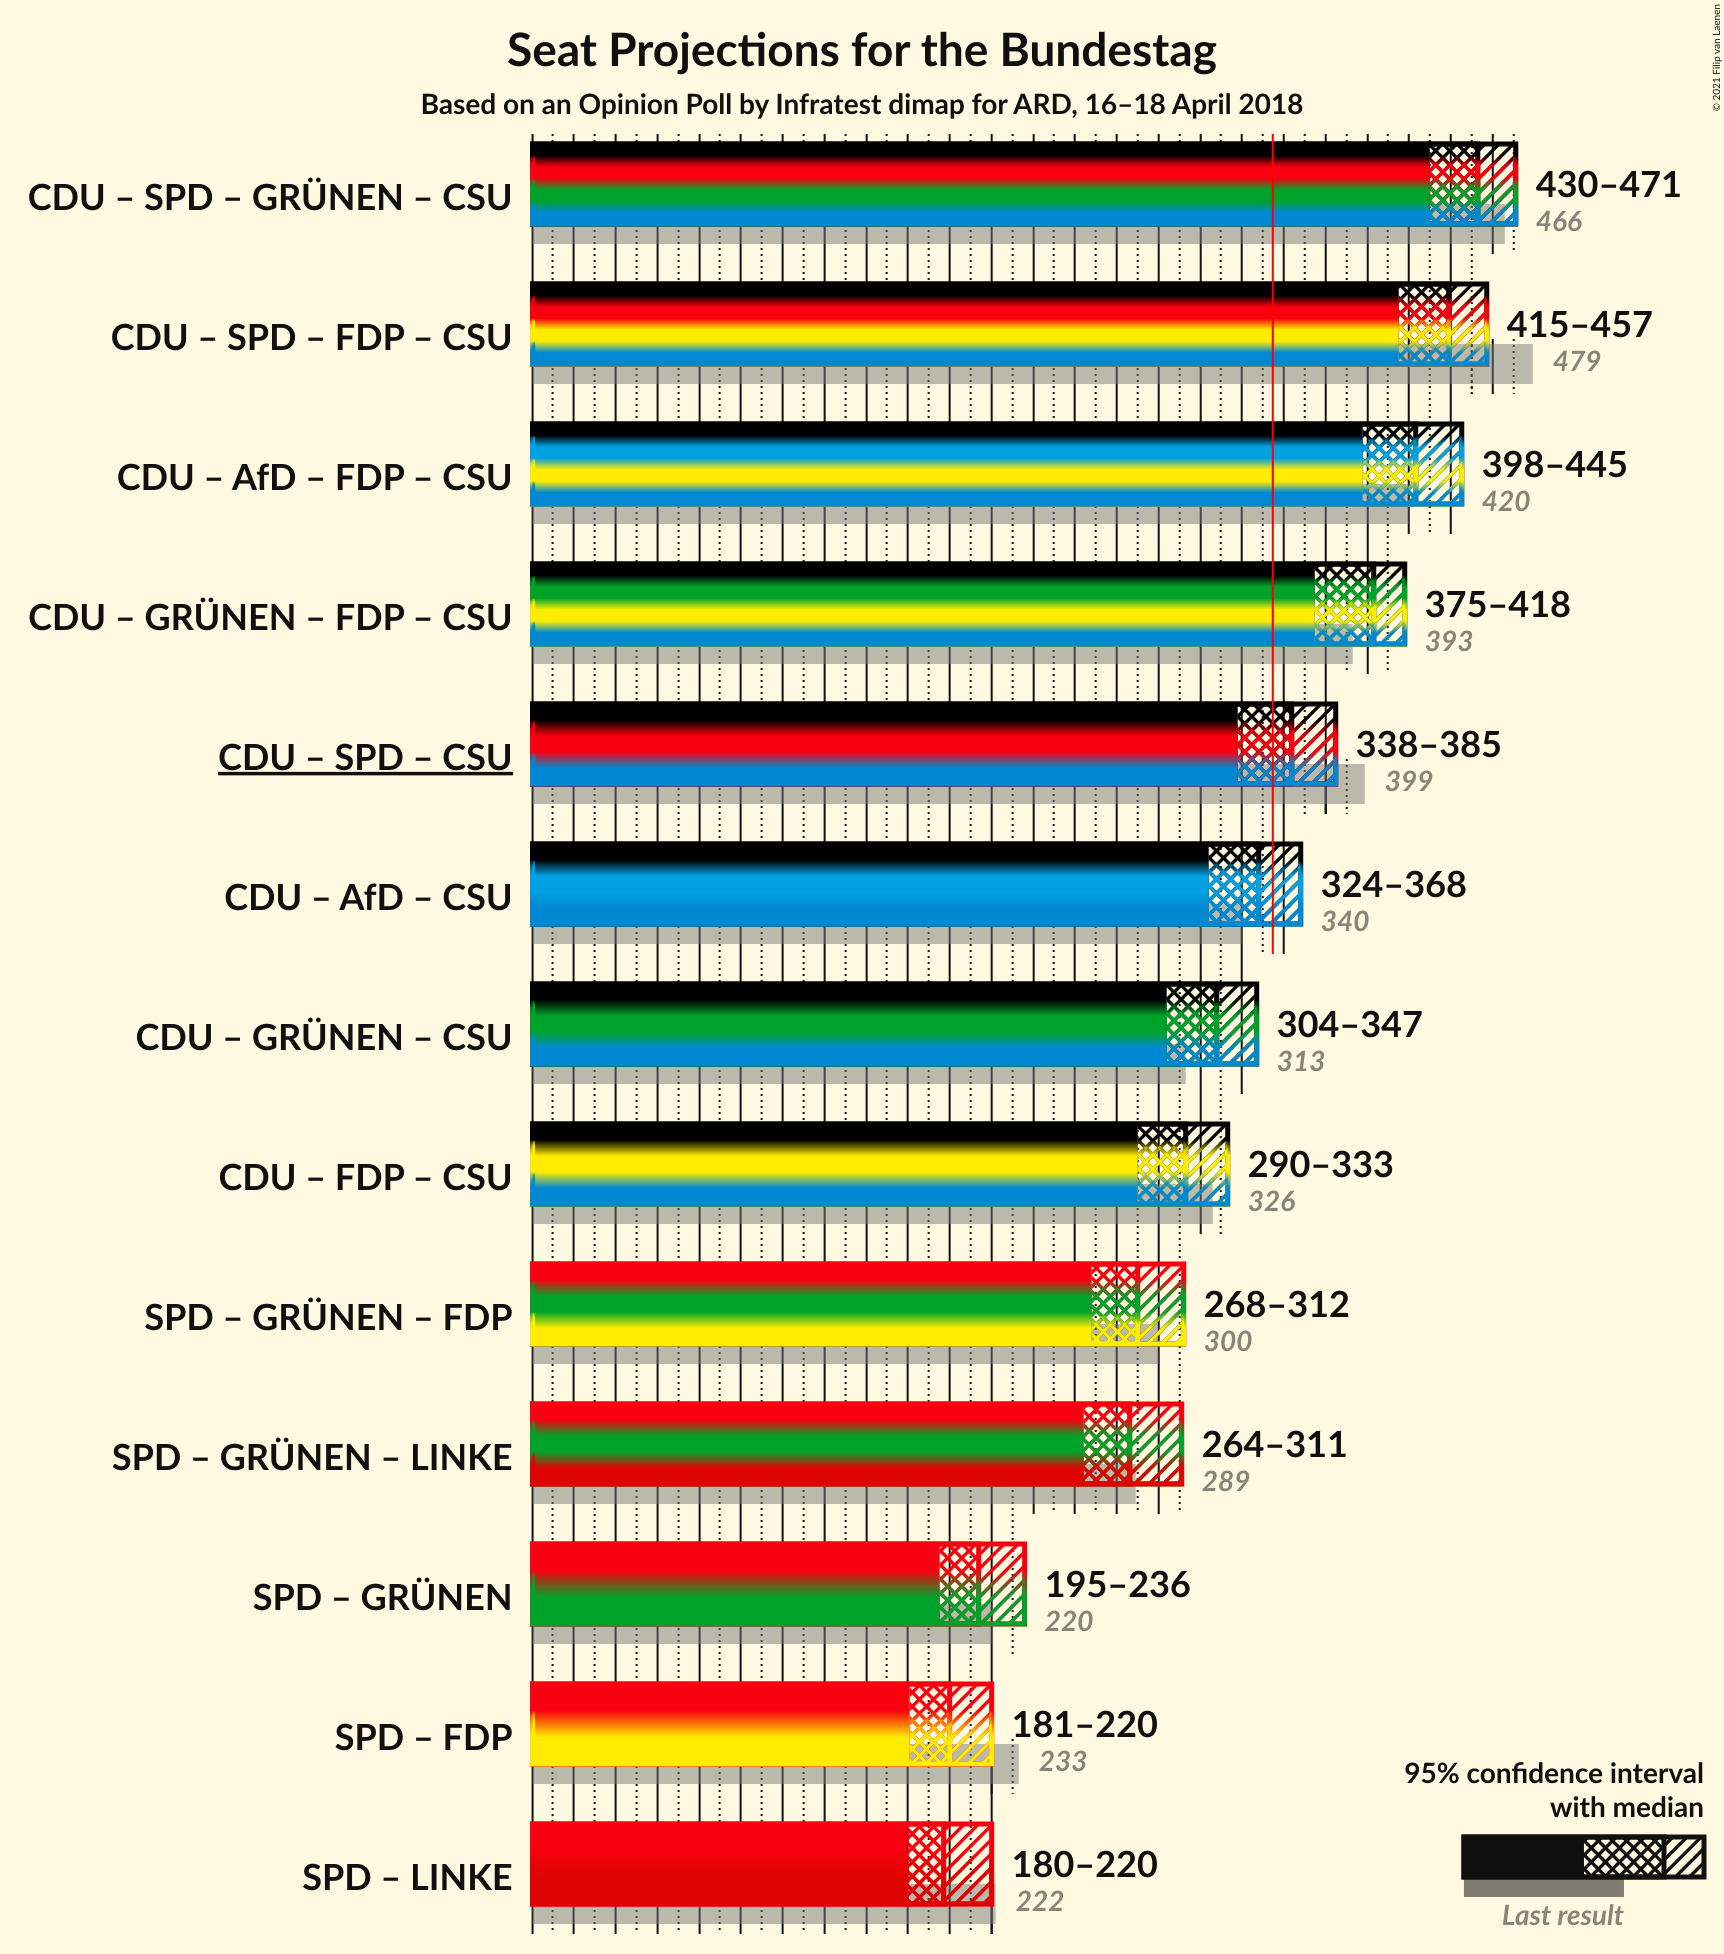 Seat Projections for the Bundestag
Based on an Opinion Poll by Infratest dimap for ARD, 16–18 April 2018
© 2021 Filip van Laenen
CDU – SPD – GRÜNEN – CSU
430–471
466
CDU – SPD – FDP – CSU
415–457
479
CDU – AfD – FDP – CSU
398–445
420
CDU – GRÜNEN – FDP – CSU
375–418
393
CDU – SPD – CSU
338–385
399
CDU – AfD – CSU
324–368
340
CDU – GRÜNEN – CSU
304–347
313
CDU – FDP – CSU
290–333
326
SPD – GRÜNEN – FDP
268–312
300
SPD – GRÜNEN – LINKE
264–311
289
SPD – GRÜNEN
195–236
220
SPD – FDP
181–220
233
SPD – LINKE
180–220
222
95% confidence interval
with median
Last result